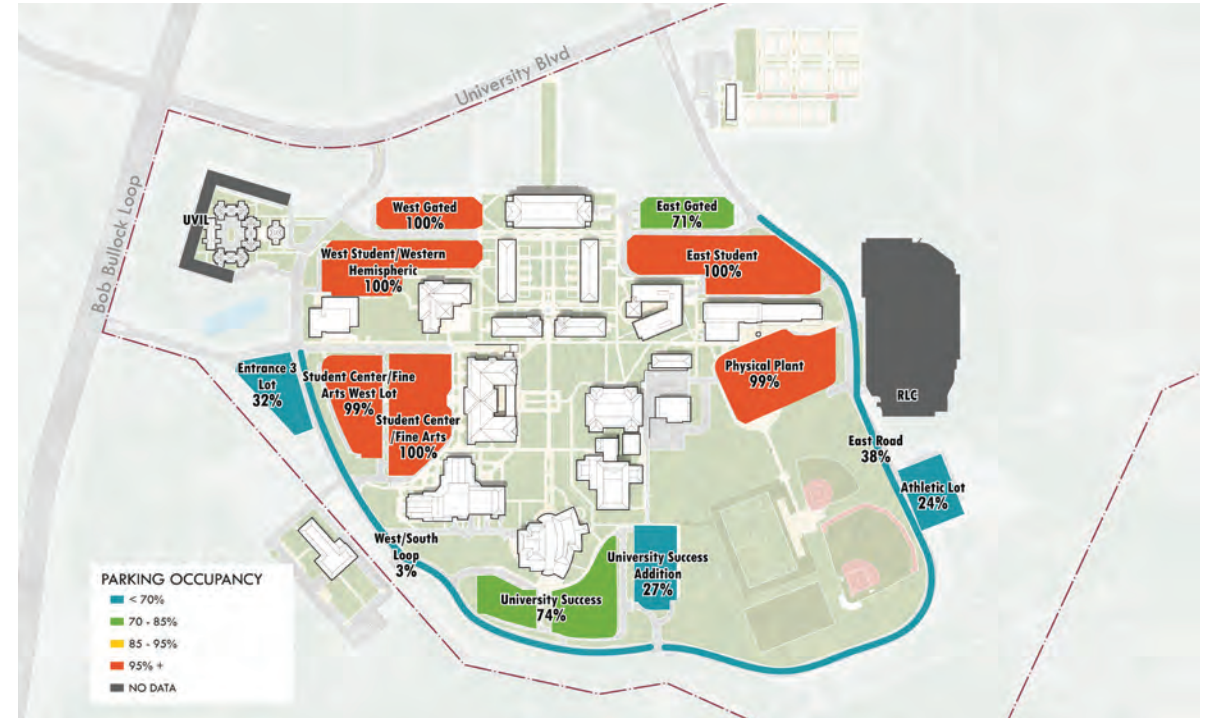 University Blvd
Bob Bullock Loop
UVIL
West Gated
100%
East Gated
71%
West Student/Western
Hemispheric
100%
East Student
100%
Entrance 3
Lot
32%
Student Center/Fine
Arts West Lot
99%
Student Center
/Fine Arts
100%
Physical Plant
99%
RLC
East Road
38%
Athletic Lot
24%
West/South
Loop
3%
University Success
Addition
27%
University Success
74%
PARKING OCCUPANCY
< 70%
70 - 85%
85 - 95%
95% +
NO DATA